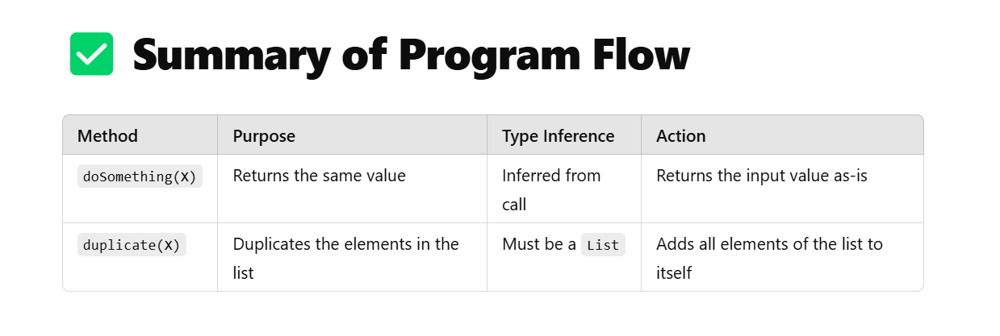 ✅ Summary of Program Flow
Method Purpose Type Inference Action
doSomething(X) Returns the same value Inferred from Returns the input value as-is
call
duplicate(X) Duplicates the elements in the Must be a List Adds all elements of the list to
list itself